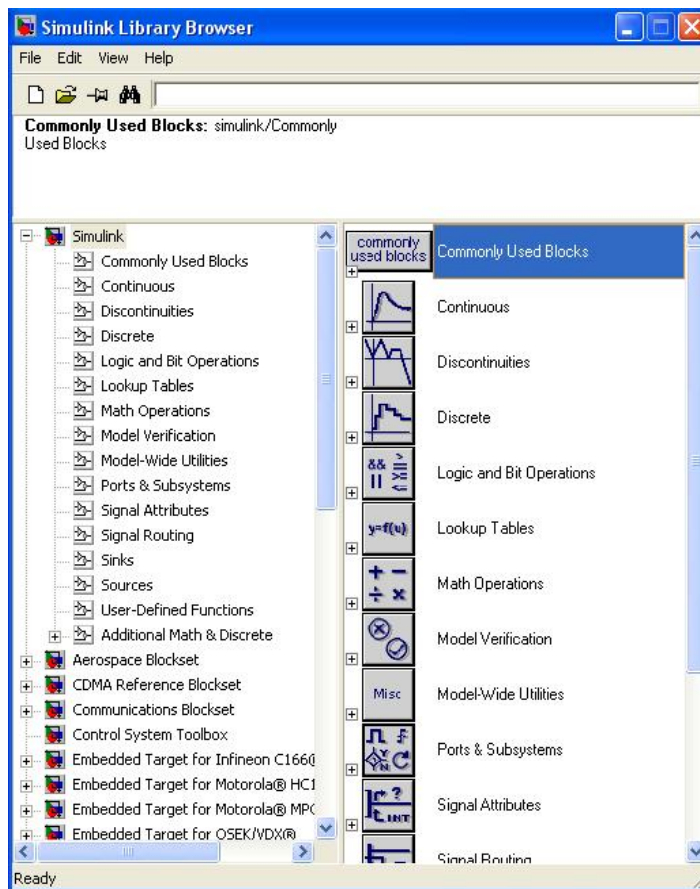 Simulink Library Browser
File Edit View Help
Commonly Used Blocks: simulink/Commonly
Used Blocks
Simulink
Commonly Used Blocks
Continuous
Discontinuities
Discrete
Logic and Bit Operations
Lookup Tables
Math Operations
Model Verification
Model-Wide Utilities
Ports & Subsystems
Signal Attributes
Signal Routing
Sinks
Sources
User-Defined Functions
Additional Math & Discrete
Aerospace Blockset
CDMA Reference Blockset
Communications Blockset
Control System Toolbox
Embedded Target for Infineon C166®
Embedded Target for Motorola® HC1
Embedded Target for Motorola® MPC
Embedded Target for OSEK/VDX®
commonly
used blocks
Commonly Used Blocks
Continuous
Discontinuities
Discrete
&& > || >= <=
Logic and Bit Operations
y=f(u)
Lookup Tables
+ − ÷ ×
Math Operations
Model Verification
Misc
Model-Wide Utilities
Y N
Ports & Subsystems
? INT
Signal Attributes
Signal Routing
Ready